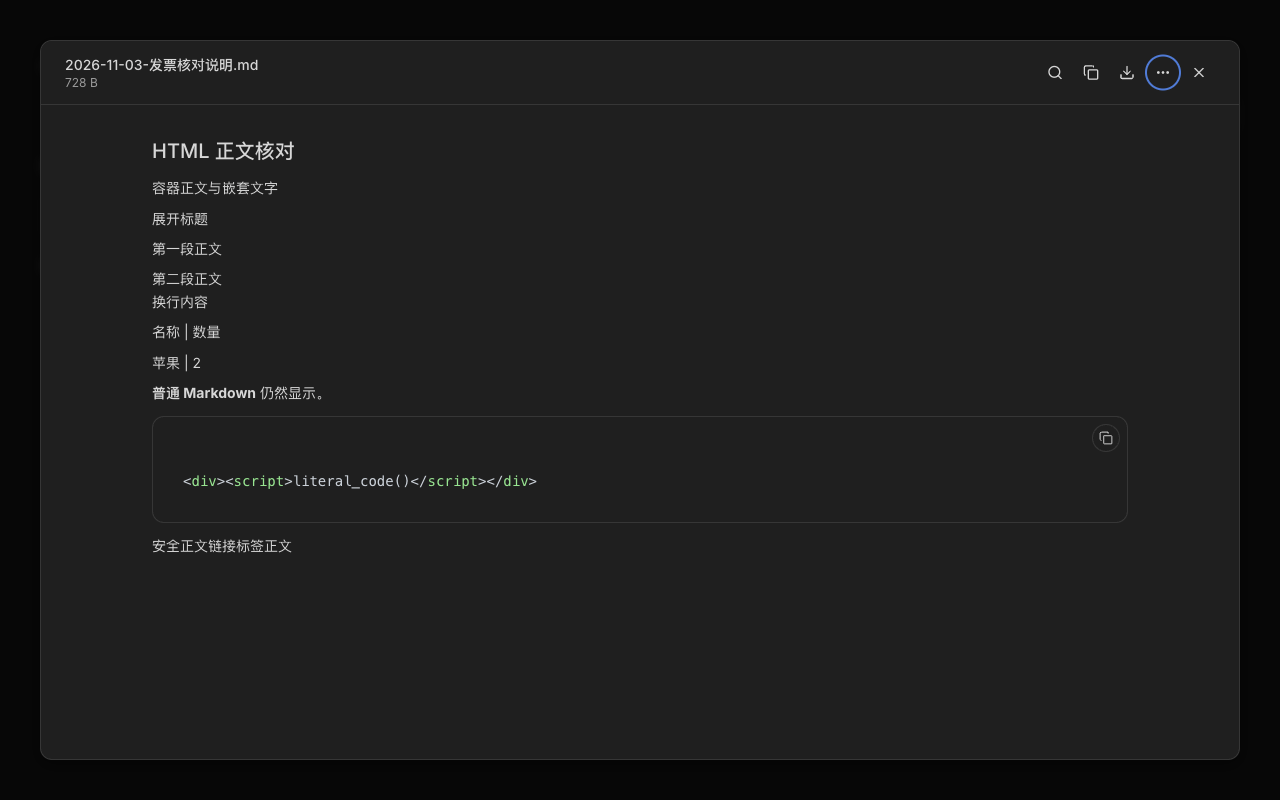 2026-11-03-发票核对说明.md
728 B
HTML 正文核对
容器正文与嵌套文字
展开标题
第一段正文
第二段正文
换行内容
名称 | 数量
苹果 | 2
普通 Markdown 仍然显示。
<div><script>literal_code()</script></div>
安全正文链接标签正文